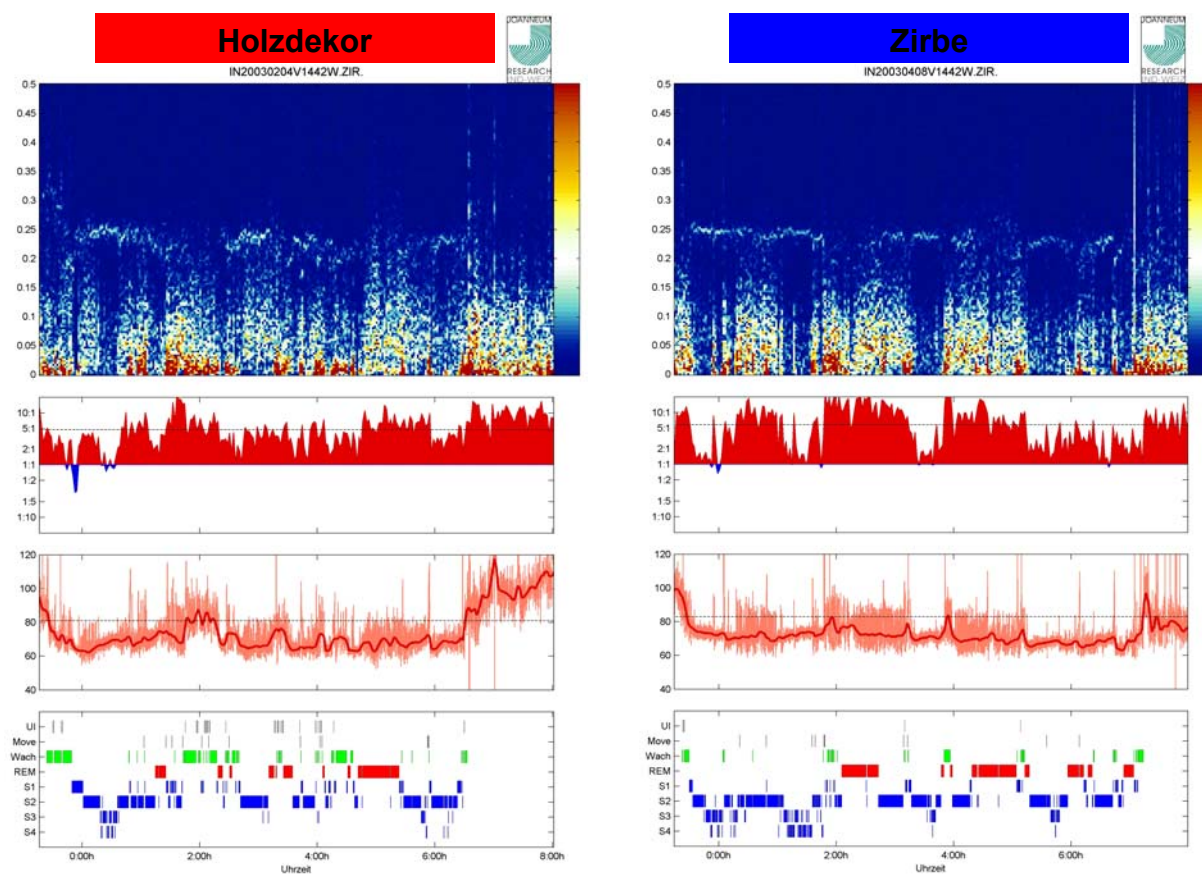 Holzdekor
JOANNEUM
RESEARCH
IND-WEIZ
IN20030204V1442W.ZIR.
0.5
0.45
0.4
0.35
0.3
0.25
0.2
0.15
0.1
0.05
0
10:1
5:1
2:1
1:1
1:2
1:5
1:10
120
100
80
60
40
UI
Move
Wach
REM
S1
S2
S3
S4
0:00h 2:00h 4:00h 6:00h 8:00h
Uhrzeit
Zirbe
JOANNEUM
RESEARCH
IND-WEIZ
IN20030408V1442W.ZIR.
0.5
0.45
0.4
0.35
0.3
0.25
0.2
0.15
0.1
0.05
0
10:1
5:1
2:1
1:1
1:2
1:5
1:10
120
100
80
60
40
UI
Move
Wach
REM
S1
S2
S3
S4
0:00h 2:00h 4:00h 6:00h
Uhrzeit